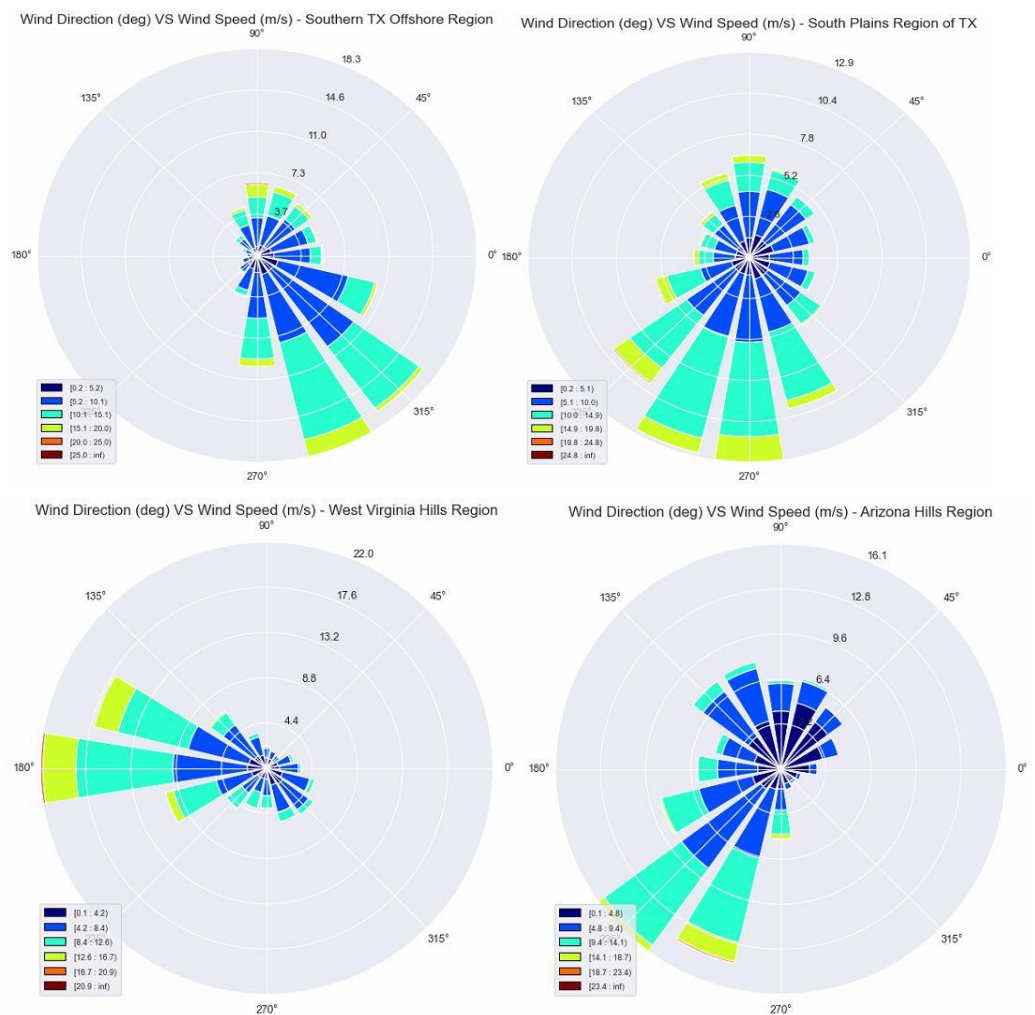 Wind Direction (deg) VS Wind Speed (m/s) - Southern TX Offshore Region
90°
18.3
14.6
11.0
7.3
3.7
135°
45°
180°
0°
315°
270°
225°
[0.2 : 5.2)
[5.2 : 10.1)
[10.1 : 15.1)
[15.1 : 20.0)
[20.0 : 25.0)
[25.0 : inf)
Wind Direction (deg) VS Wind Speed (m/s) - South Plains Region of TX
90°
12.9
10.4
7.8
5.2
2.6
135°
45°
180°
0°
315°
270°
225°
[0.2 : 5.1)
[5.1 : 10.0)
[10.0 : 14.9)
[14.9 : 19.8)
[19.8 : 24.8)
[24.8 : inf)
Wind Direction (deg) VS Wind Speed (m/s) - West Virginia Hills Region
90°
22.0
17.6
13.2
8.8
4.4
135°
45°
180°
0°
315°
270°
225°
[0.1 : 4.2)
[4.2 : 8.4)
[8.4 : 12.6)
[12.6 : 16.7)
[16.7 : 20.9)
[20.9 : inf)
Wind Direction (deg) VS Wind Speed (m/s) - Arizona Hills Region
90°
16.1
12.8
9.6
6.4
135°
45°
180°
0°
315°
270°
225°
[0.1 : 4.8)
[4.8 : 9.4)
[9.4 : 14.1)
[14.1 : 18.7)
[18.7 : 23.4)
[23.4 : inf)